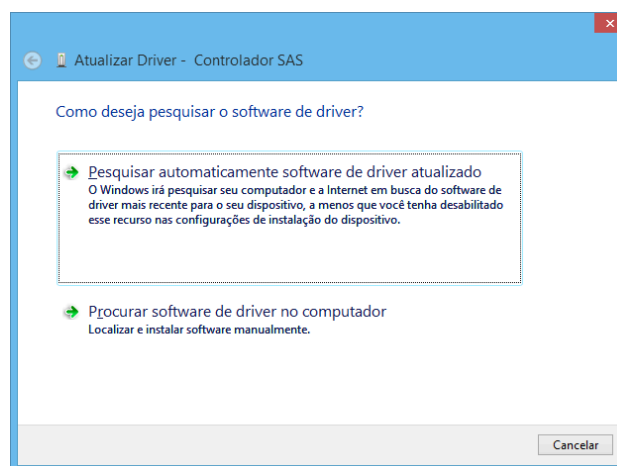 Atualizar Driver - Controlador SAS
Como deseja pesquisar o software de driver?
Pesquisar automaticamente software de driver atualizado
O Windows irá pesquisar seu computador e a Internet em busca do software de
driver mais recente para o seu dispositivo, a menos que você tenha desabilitado
esse recurso nas configurações de instalação do dispositivo.
Procurar software de driver no computador
Localizar e instalar software manualmente.
Cancelar